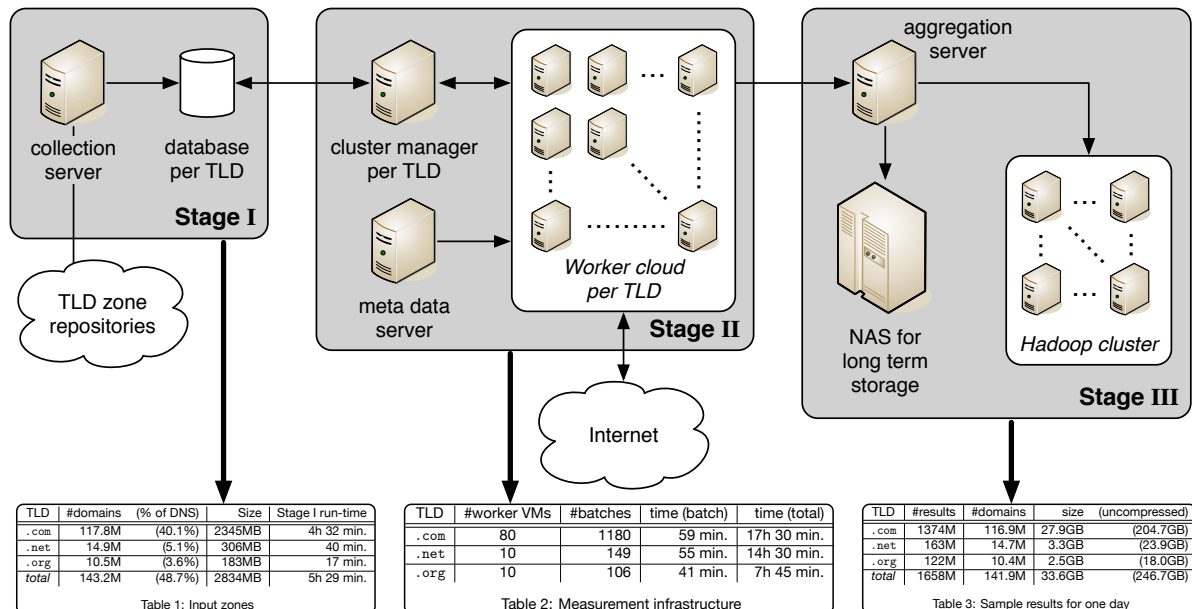 collection
server
database
per TLD
Stage I
TLD zone
repositories
cluster manager
per TLD
meta data
server
...
Worker cloud
per TLD
Stage II
Internet
aggregation
server
NAS for
long term
storage
Hadoop cluster
Stage III
TLD #domains (% of DNS) Size Stage I run-time
.com 117.8M (40.1%) 2345MB 4h 32 min.
.net 14.9M (5.1%) 306MB 40 min.
.org 10.5M (3.6%) 183MB 17 min.
total 143.2M (48.7%) 2834MB 5h 29 min.
Table 1: Input zones
TLD #worker VMs #batches time (batch) time (total)
.com 80 1180 59 min. 17h 30 min.
.net 10 149 55 min. 14h 30 min.
.org 10 106 41 min. 7h 45 min.
Table 2: Measurement infrastructure
TLD #results #domains size (uncompressed)
.com 1374M 116.9M 27.9GB (204.7GB)
.net 163M 14.7M 3.3GB (23.9GB)
.org 122M 10.4M 2.5GB (18.0GB)
total 1658M 141.9M 33.6GB (246.7GB)
Table 3: Sample results for one day